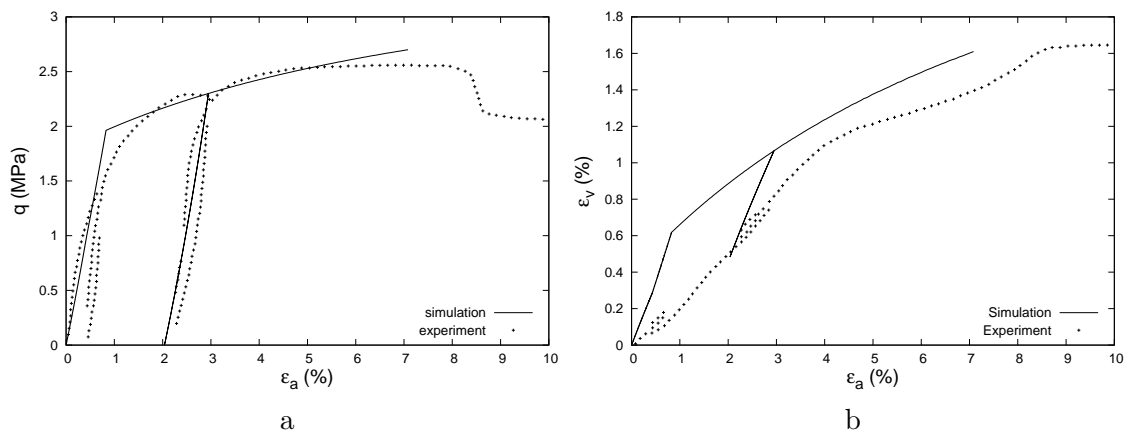 3
2.5
2
1.5
1
0.5
0
q (MPa)
simulation
experiment
0 1 2 3 4 5 6 7 8 9 10
εa (%)
a
1.8
1.6
1.4
1.2
1
0.8
0.6
0.4
0.2
0
εv (%)
Simulation
Experiment
0 1 2 3 4 5 6 7 8 9 10
εa (%)
b